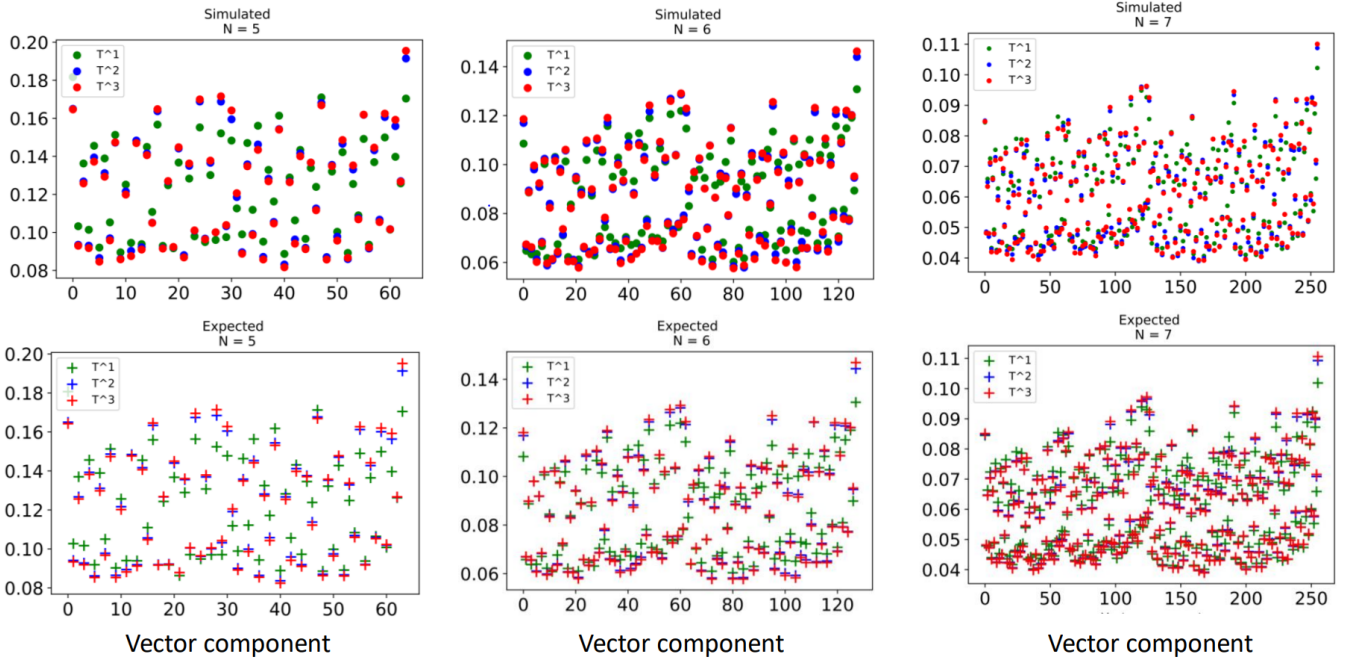 Simulated
N = 5
0.20
0.18
0.16
0.14
0.12
0.10
0.08
T^1
T^2
T^3
0 10 20 30 40 50 60
Simulated
N = 6
0.14
0.12
0.10
0.08
0.06
T^1
T^2
T^3
0 20 40 60 80 100 120
Simulated
N = 7
0.11
0.10
0.09
0.08
0.07
0.06
0.05
0.04
T^1
T^2
T^3
0 50 100 150 200 250
Expected
N = 5
0.20
0.18
0.16
0.14
0.12
0.10
0.08
T^1
T^2
T^3
0 10 20 30 40 50 60
Vector component
Expected
N = 6
0.14
0.12
0.10
0.08
0.06
T^1
T^2
T^3
0 20 40 60 80 100 120
Vector component
Expected
N = 7
0.11
0.10
0.09
0.08
0.07
0.06
0.05
0.04
T^1
T^2
T^3
0 50 100 150 200 250
Vector component